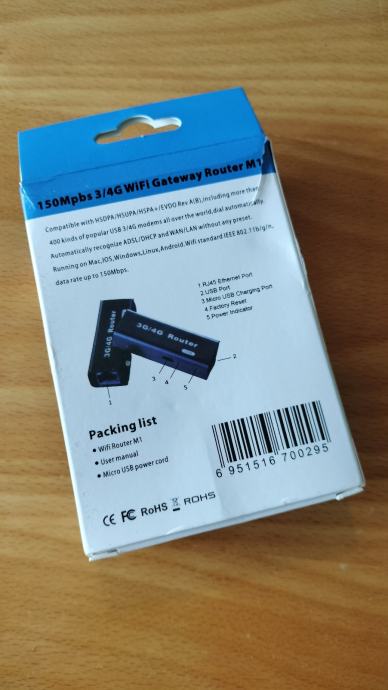 150Mpbs 3/4G WiFi Gateway Router M1
Compatible with HSDPA/HSUPA/HSPA+/EVDO Rev A(B),including more than
400 kinds of popular USB 3/4G modems all over the world,dial automatically.
Automatically recognize ADSL/DHCP and WAN/LAN without any preset.
Running on Mac,IOS,Windows,Linux,Android.Wifi standard IEEE 802.11b/g/n,
data rate up to 150Mbps.
1.RJ45 Ethernet Port
2.USB Port
3.Micro USB Charging Port
4.Factory Reset
5.Power Indicator
3G/4G Router
3G/4G Router
1
2
3
4
5
Packing list
• Wifi Router M1
• User manual
• Micro USB power cord
6 951516 700295
CE FC RoHS ROHS